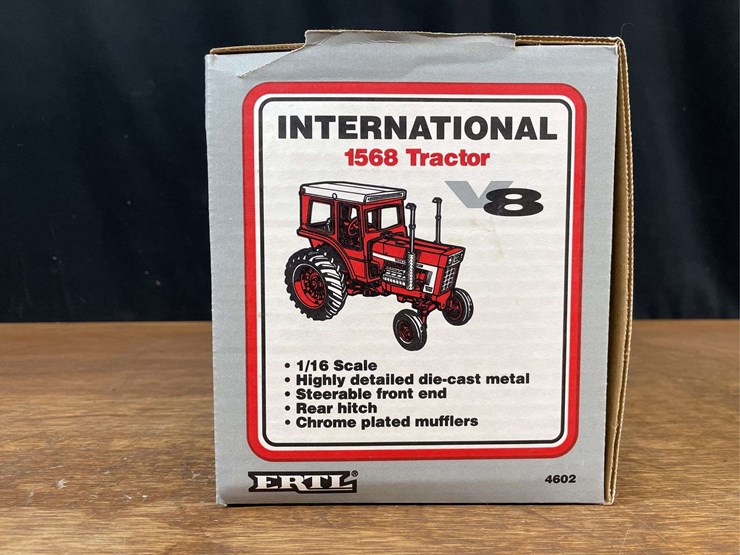 INTERNATIONAL
1568 Tractor
V8
• 1/16 Scale
• Highly detailed die-cast metal
• Steerable front end
• Rear hitch
• Chrome plated mufflers
ERTL®
4602